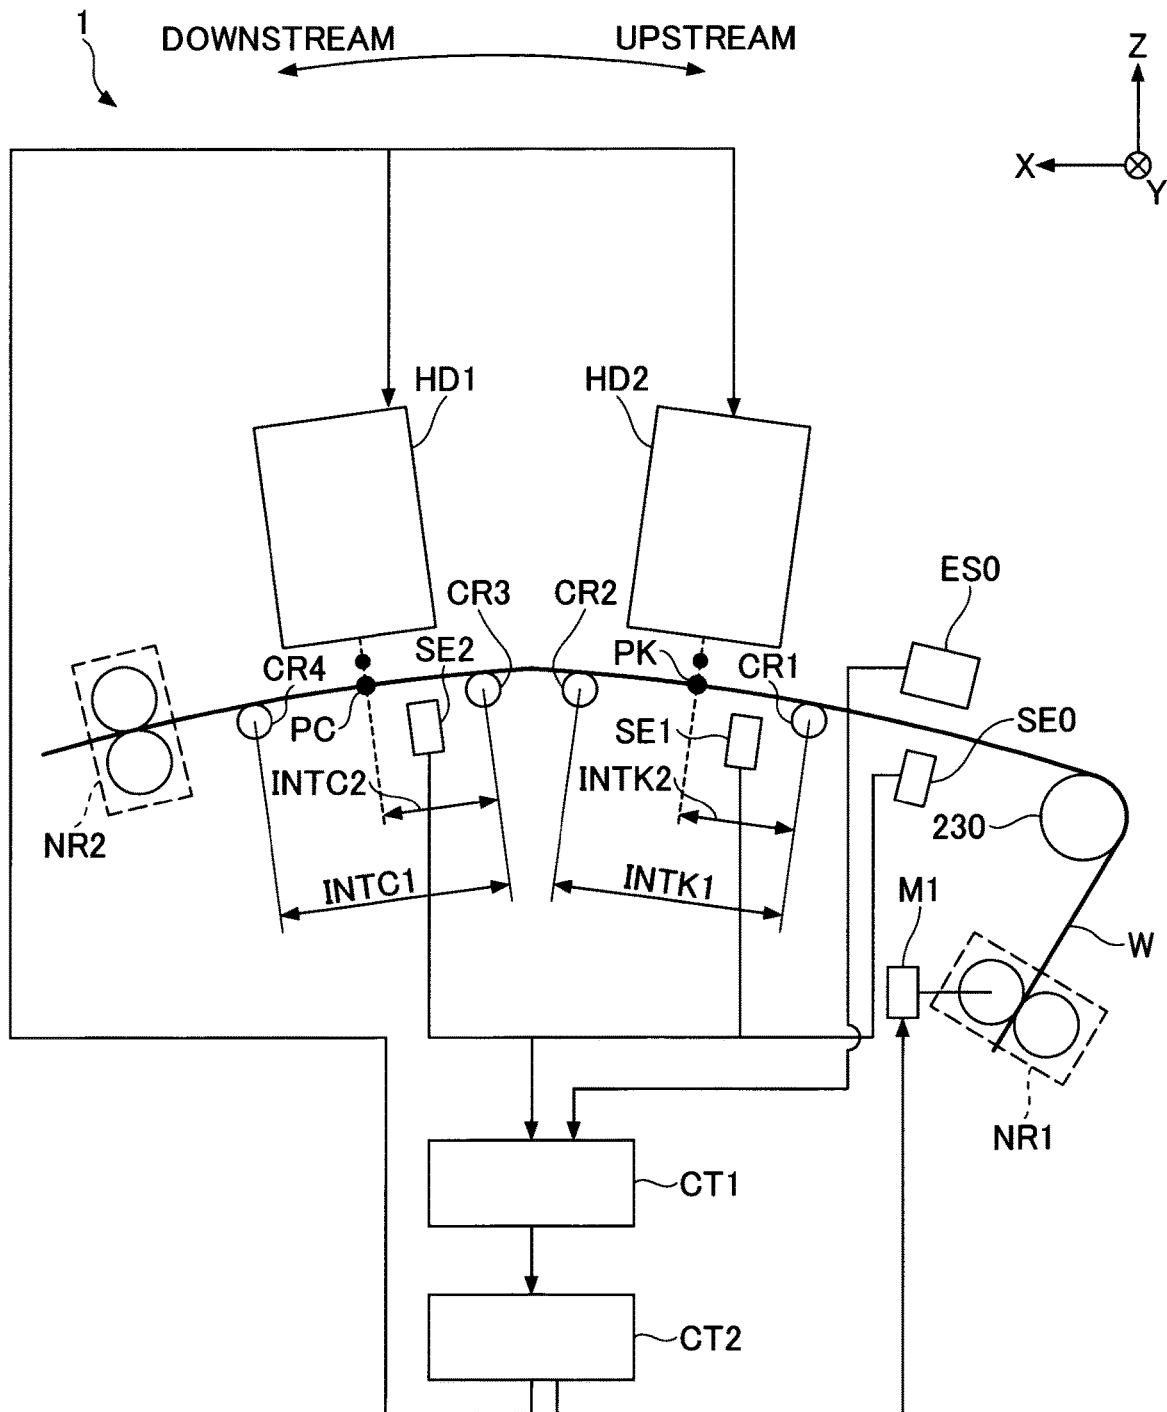 1
DOWNSTREAM
UPSTREAM
Z
X
Y
HD1
HD2
ES0
CR3
CR2
SE2
PK
CR1
CR4
SE0
PC
SE1
INTC2
INTK2
230
NR2
INTC1
INTK1
M1
W
NR1
CT1
CT2